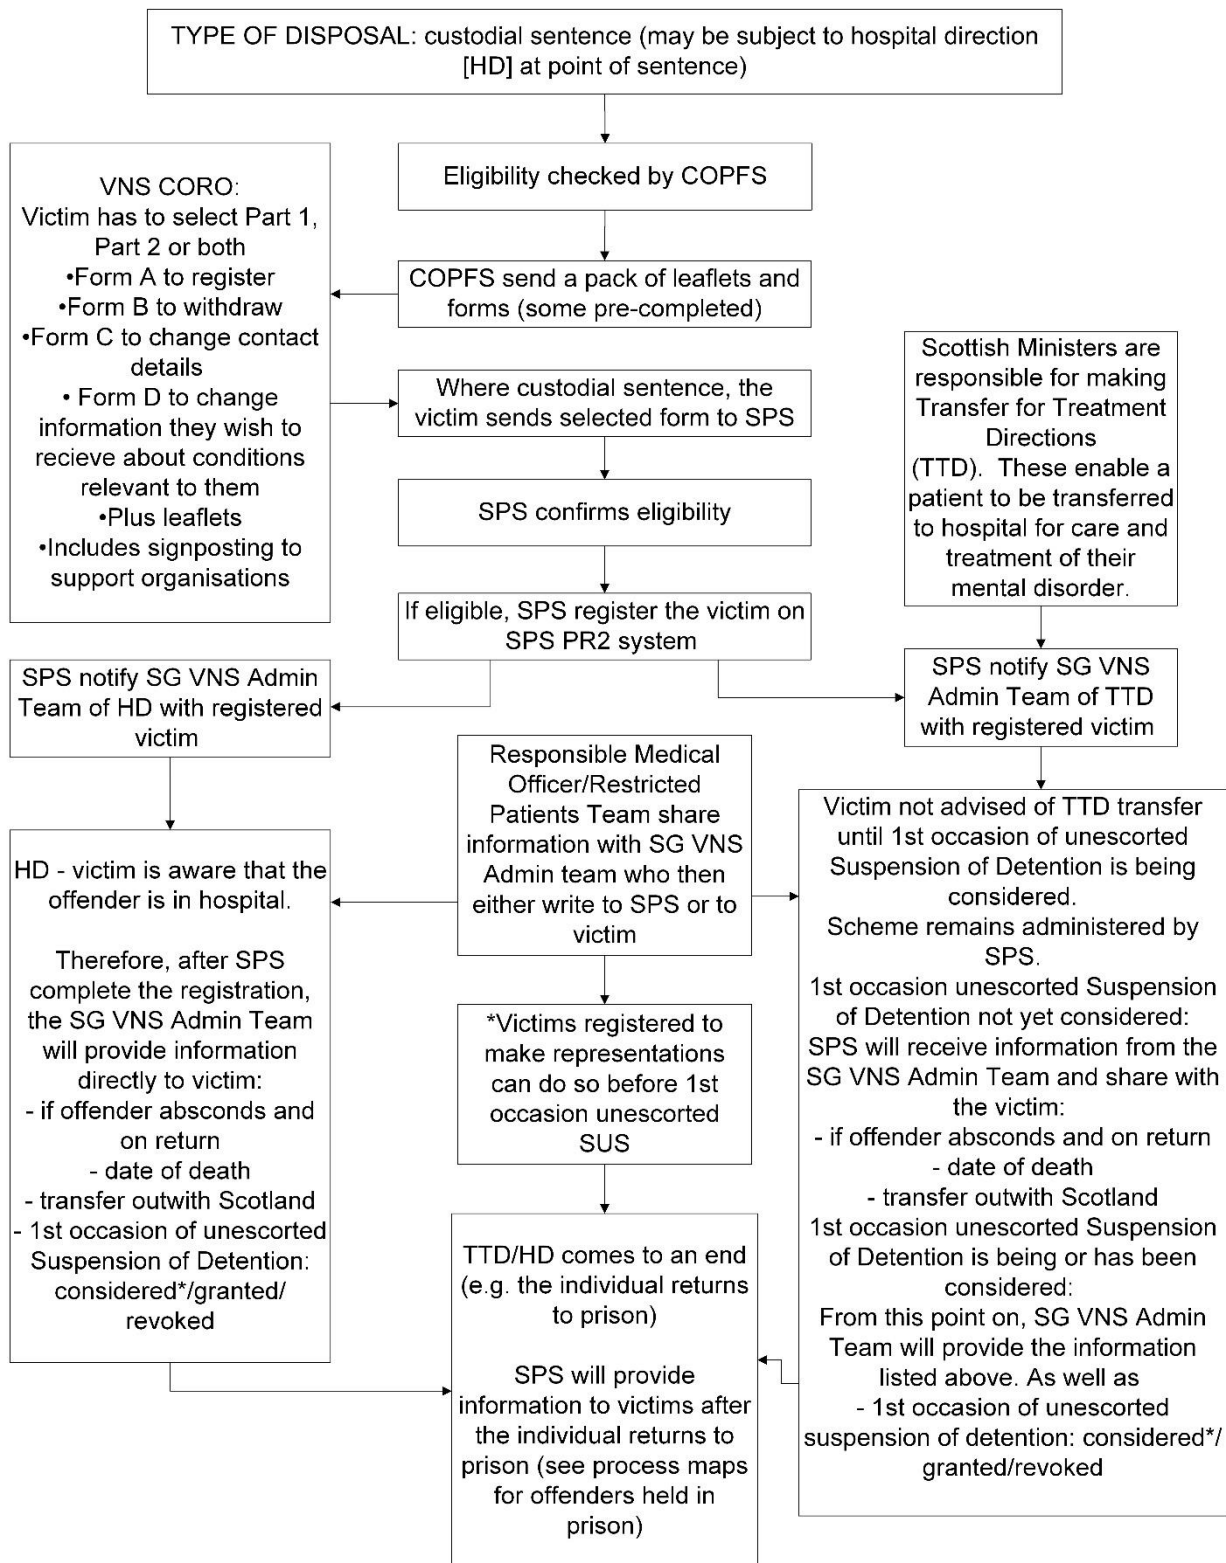 TYPE OF DISPOSAL: custodial sentence (may be subject to hospital direction
[HD] at point of sentence)
Eligibility checked by COPFS
VNS CORO:
Victim has to select Part 1,
Part 2 or both
•Form A to register
•Form B to withdraw
•Form C to change contact
details
• Form D to change
information they wish to
recieve about conditions
relevant to them
•Plus leaflets
•Includes signposting to
support organisations
COPFS send a pack of leaflets and
forms (some pre-completed)
Where custodial sentence, the
victim sends selected form to SPS
SPS confirms eligibility
If eligible, SPS register the victim on
SPS PR2 system
Scottish Ministers are
responsible for making
Transfer for Treatment
Directions
(TTD).  These enable a
patient to be transferred
to hospital for care and
treatment of their
mental disorder.
SPS notify SG VNS Admin
Team of HD with registered
victim
SPS notify SG VNS
Admin Team of TTD
with registered victim
Responsible Medical
Officer/Restricted
Patients Team share
information with SG VNS
Admin team who then
either write to SPS or to
victim
HD - victim is aware that the
offender is in hospital.
Therefore, after SPS
complete the registration,
the SG VNS Admin Team
will provide information
directly to victim:
- if offender absconds and
on return
- date of death
- transfer outwith Scotland
- 1st occasion of unescorted
Suspension of Detention:
considered*/granted/
revoked
*Victims registered to
make representations
can do so before 1st
occasion unescorted
SUS
Victim not advised of TTD transfer
until 1st occasion of unescorted
Suspension of Detention is being
considered.
Scheme remains administered by
SPS.
1st occasion unescorted Suspension
of Detention not yet considered:
SPS will receive information from the
SG VNS Admin Team and share with
the victim:
- if offender absconds and on return
- date of death
- transfer outwith Scotland
1st occasion unescorted Suspension
of Detention is being or has been
considered:
From this point on, SG VNS Admin
Team will provide the information
listed above. As well as
- 1st occasion of unescorted
suspension of detention: considered*/
granted/revoked
TTD/HD comes to an end
(e.g. the individual returns
to prison)
SPS will provide
information to victims after
the individual returns to
prison (see process maps
for offenders held in
prison)